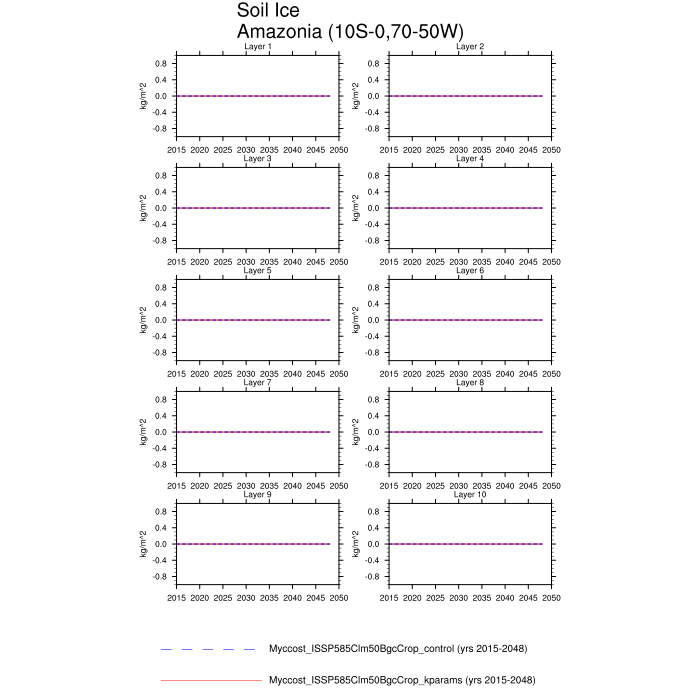 Soil Ice
Amazonia (10S-0,70-50W)
Layer 1
Layer 2
0.8
0.4
0.0
-0.4
-0.8
kg/m^2
2015 2020 2025 2030 2035 2040 2045 2050
0.8
0.4
0.0
-0.4
-0.8
kg/m^2
2015 2020 2025 2030 2035 2040 2045 2050
Layer 3
Layer 4
0.8
0.4
0.0
-0.4
-0.8
kg/m^2
2015 2020 2025 2030 2035 2040 2045 2050
0.8
0.4
0.0
-0.4
-0.8
kg/m^2
2015 2020 2025 2030 2035 2040 2045 2050
Layer 5
Layer 6
0.8
0.4
0.0
-0.4
-0.8
kg/m^2
2015 2020 2025 2030 2035 2040 2045 2050
0.8
0.4
0.0
-0.4
-0.8
kg/m^2
2015 2020 2025 2030 2035 2040 2045 2050
Layer 7
Layer 8
0.8
0.4
0.0
-0.4
-0.8
kg/m^2
2015 2020 2025 2030 2035 2040 2045 2050
0.8
0.4
0.0
-0.4
-0.8
kg/m^2
2015 2020 2025 2030 2035 2040 2045 2050
Layer 9
Layer 10
0.8
0.4
0.0
-0.4
-0.8
kg/m^2
2015 2020 2025 2030 2035 2040 2045 2050
0.8
0.4
0.0
-0.4
-0.8
kg/m^2
2015 2020 2025 2030 2035 2040 2045 2050
Myccost_ISSP585Clm50BgcCrop_control (yrs 2015-2048)
Myccost_ISSP585Clm50BgcCrop_kparams (yrs 2015-2048)